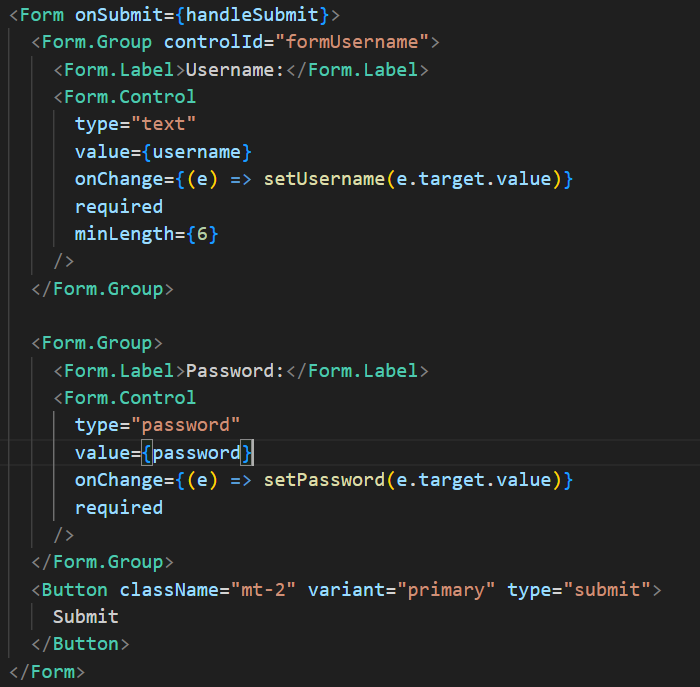 <Form onSubmit={handleSubmit}>
  <Form.Group controlId="formUsername">
    <Form.Label>Username:</Form.Label>
    <Form.Control
      type="text"
      value={username}
      onChange={(e) => setUsername(e.target.value)}
      required
      minLength={6}
    />
  </Form.Group>

  <Form.Group>
    <Form.Label>Password:</Form.Label>
    <Form.Control
      type="password"
      value={password}
      onChange={(e) => setPassword(e.target.value)}
      required
    />
  </Form.Group>
  <Button className="mt-2" variant="primary" type="submit">
    Submit
  </Button>
</Form>